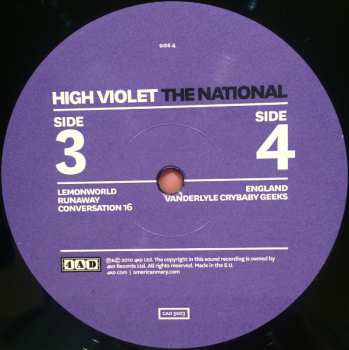 SIDE 4
HIGH VIOLET THE NATIONAL
SIDE
3
SIDE
4
LEMONWORLD
RUNAWAY
CONVERSATION 16
ENGLAND
VANDERLYLE CRYBABY GEEKS
4AD
℗&© 2010 4AD Ltd. The copyright in this sound recording is owned by
4AD Records Ltd. All rights reserved. Made in the E.U.
4AD.com | americanmary.com
CAD 3003